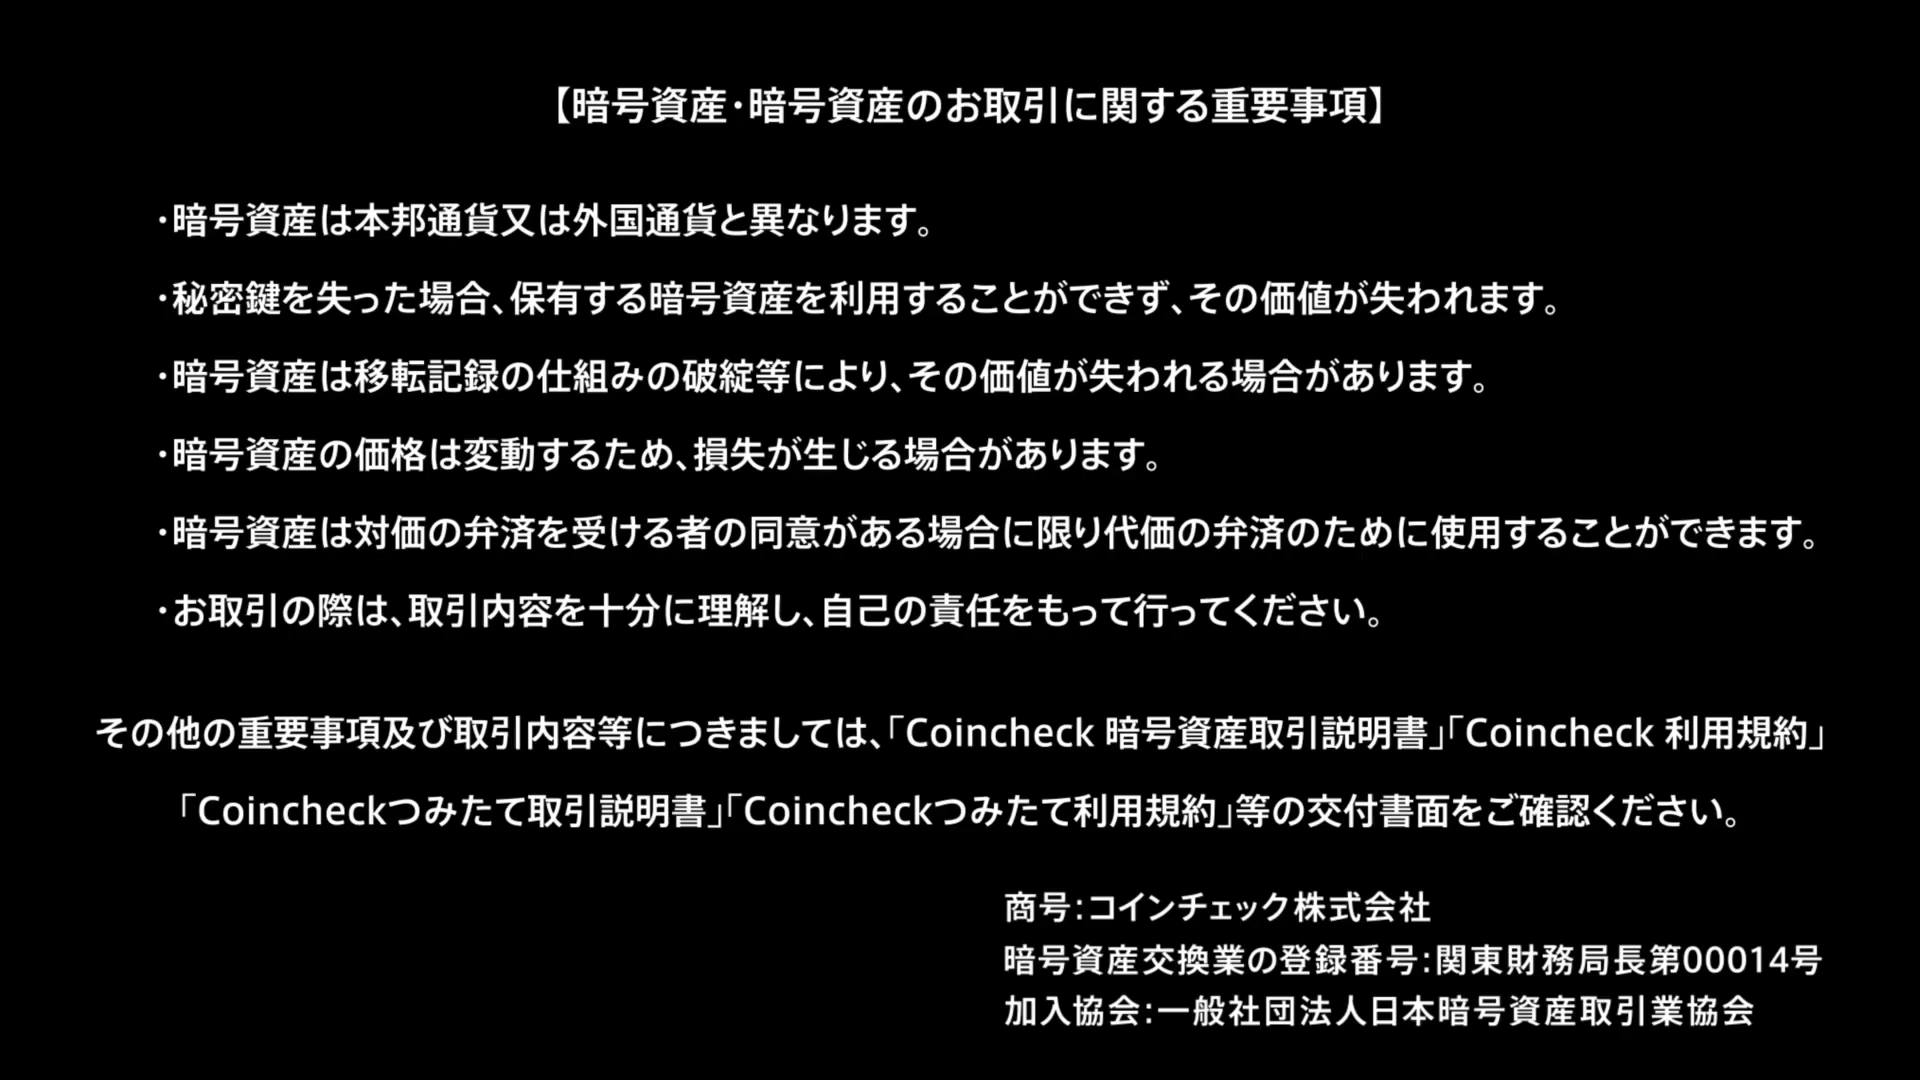 【暗号資産・暗号資産のお取引に関する重要事項】
・暗号資産は本邦通貨又は外国通貨と異なります。
・秘密鍵を失った場合、保有する暗号資産を利用することができず、その価値が失われます。
・暗号資産は移転記録の仕組みの破綻等により、その価値が失われる場合があります。
・暗号資産の価格は変動するため、損失が生じる場合があります。
・暗号資産は対価の弁済を受ける者の同意がある場合に限り代価の弁済のために使用することができます。
・お取引の際は、取引内容を十分に理解し、自己の責任をもって行ってください。
その他の重要事項及び取引内容等につきましては、「Coincheck 暗号資産取引説明書」「Coincheck 利用規約」
「Coincheckつみたて取引説明書」「Coincheckつみたて利用規約」等の交付書面をご確認ください。
商号：コインチェック株式会社
暗号資産交換業の登録番号：関東財務局長第00014号
加入協会：一般社団法人日本暗号資産取引業協会